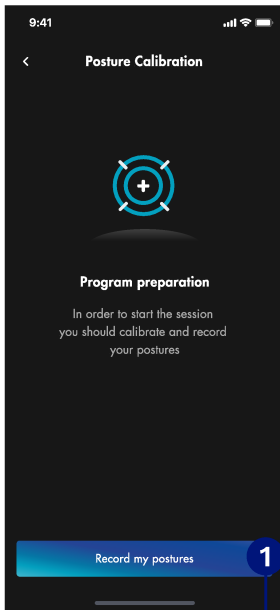 9:41
Posture Calibration
Program preparation
In order to start the session
you should calibrate and record
your postures
Record my postures
1